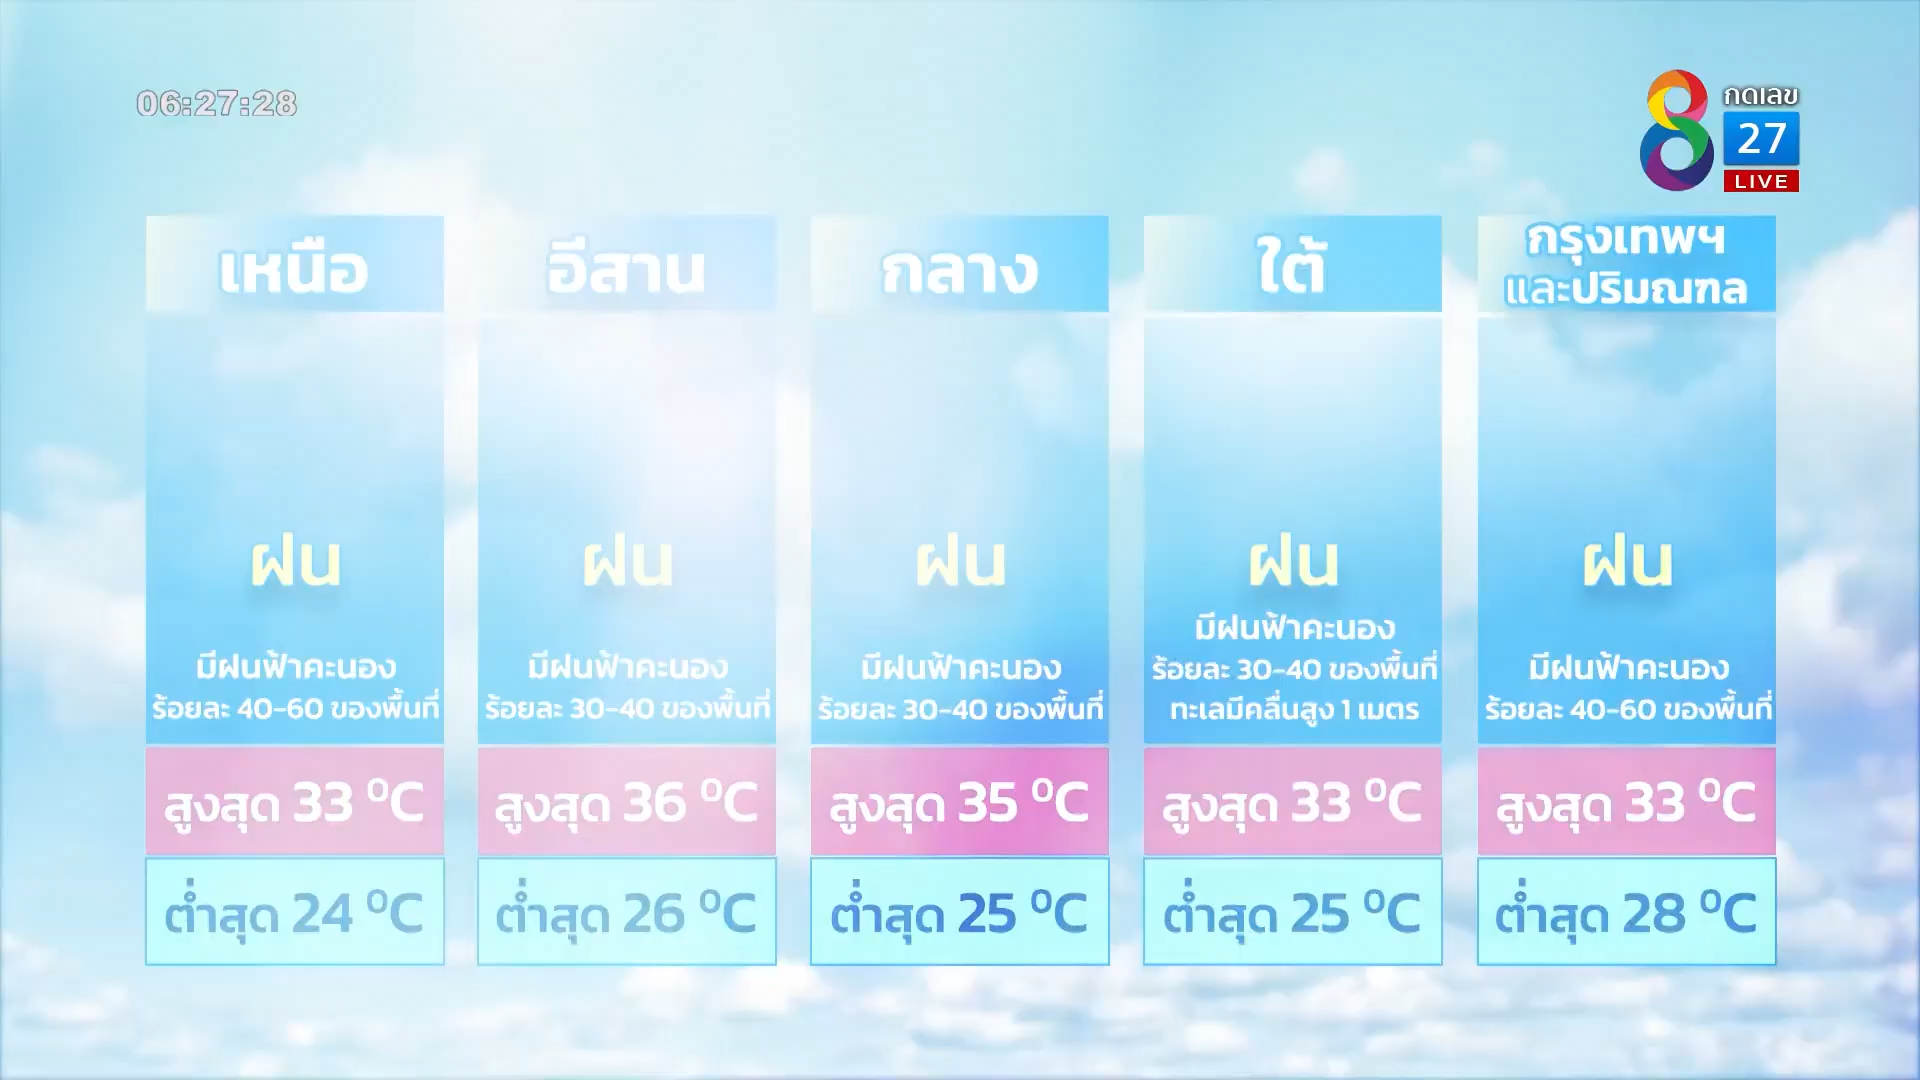 06:27:28
8
กดเลข
27
LIVE
เหนือ
ฝน
มีฝนฟ้าคะนอง
ร้อยละ 40-60 ของพื้นที่
สูงสุด 33 ⁰C
ต่ำสุด 24 ⁰C
อีสาน
ฝน
มีฝนฟ้าคะนอง
ร้อยละ 30-40 ของพื้นที่
สูงสุด 36 ⁰C
ต่ำสุด 26 ⁰C
กลาง
ฝน
มีฝนฟ้าคะนอง
ร้อยละ 30-40 ของพื้นที่
สูงสุด 35 ⁰C
ต่ำสุด 25 ⁰C
ใต้
ฝน
มีฝนฟ้าคะนอง
ร้อยละ 30-40 ของพื้นที่
ทะเลมีคลื่นสูง 1 เมตร
สูงสุด 33 ⁰C
ต่ำสุด 25 ⁰C
กรุงเทพฯ
และปริมณฑล
ฝน
มีฝนฟ้าคะนอง
ร้อยละ 40-60 ของพื้นที่
สูงสุด 33 ⁰C
ต่ำสุด 28 ⁰C